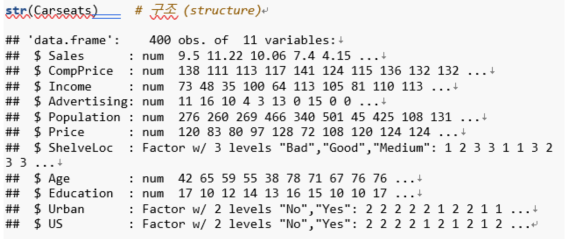 str(Carseats)    # 구조 (structure)↵
## 'data.frame':    400 obs. of  11 variables:↓
##  $ Sales      : num  9.5 11.22 10.06 7.4 4.15 ...↓
##  $ CompPrice  : num  138 111 113 117 141 124 115 136 132 132 ...↓
##  $ Income     : num  73 48 35 100 64 113 105 81 110 113 ...↓
##  $ Advertising: num  11 16 10 4 3 13 0 15 0 0 ...↓
##  $ Population : num  276 260 269 466 340 501 45 425 108 131 ...↓
##  $ Price      : num  120 83 80 97 128 72 108 120 124 124 ...↓
##  $ ShelveLoc  : Factor w/ 3 levels "Bad","Good","Medium": 1 2 3 3 1 1 3 2
3 3 ...↓
##  $ Age        : num  42 65 59 55 38 78 71 67 76 76 ...↓
##  $ Education  : num  17 10 12 14 13 16 15 10 10 17 ...↓
##  $ Urban      : Factor w/ 2 levels "No","Yes": 2 2 2 2 2 1 2 2 1 1 ...↓
##  $ US         : Factor w/ 2 levels "No","Yes": 2 2 2 2 1 2 1 2 1 2 ...↓